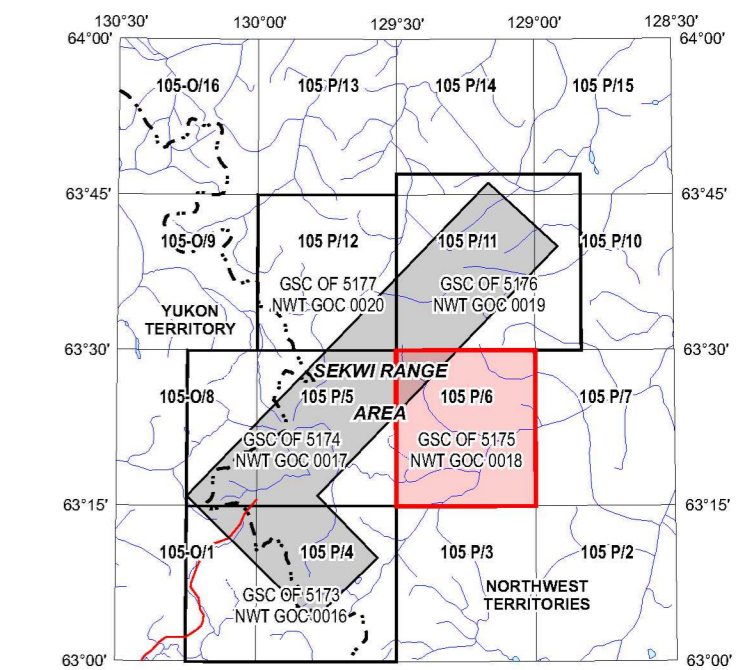 130°30' 130°00' 129°30' 129°00' 128°30'
64°00' 64°00'
105-O/16 105 P/13 105 P/14 105 P/15
63°45' 63°45'
105-O/9 105 P/12 105 P/11 105 P/10
GSC OF 5177 GSC OF 5176
NWT GOC 0020 NWT GOC 0019
YUKON
TERRITORY
63°30' 63°30'
SEKWI RANGE
105-O/8 105 P/5 105 P/6 105 P/7
AREA
GSC OF 5174 GSC OF 5175
NWT GOC 0017 NWT GOC 0018
63°15' 63°15'
105-O/1 105 P/4 105 P/3 105 P/2
NORTHWEST
TERRITORIES
GSC OF 5173
NWT GOC 0016
63°00' 63°00'